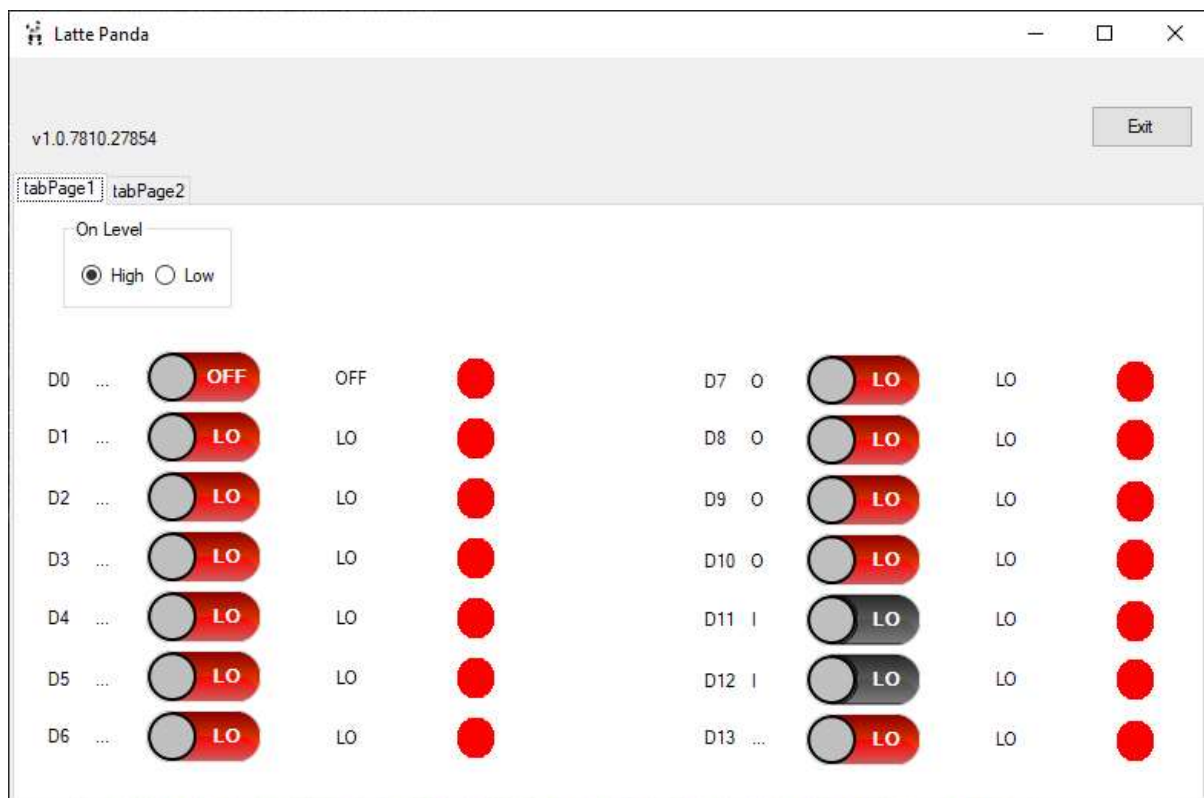 Latte Panda
Exit
v1.0.7810.27854
tabPage1 tabPage2
On Level
High Low
D0 ... OFF OFF D7 O LO LO
D1 ... LO LO D8 O LO LO
D2 ... LO LO D9 O LO LO
D3 ... LO LO D10 O LO LO
D4 ... LO LO D11 I LO LO
D5 ... LO LO D12 I LO LO
D6 ... LO LO D13 ... LO LO